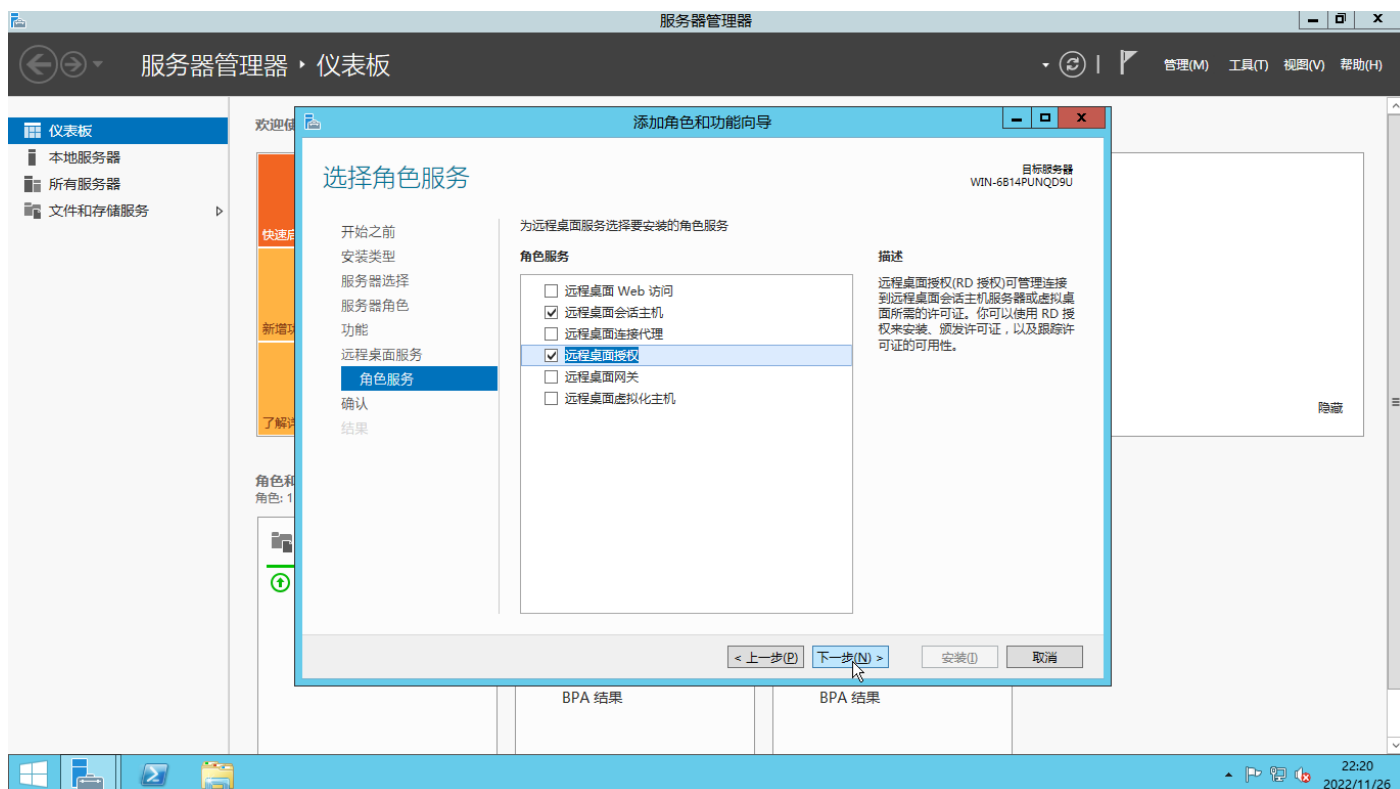 服务器管理器
服务器管理器 ‣ 仪表板
管理(M) 工具(T) 视图(V) 帮助(H)
仪表板
本地服务器
所有服务器
文件和存储服务
欢迎使
快速启
新增功
了解详
隐藏
角色和
角色: 1
添加角色和功能向导
选择角色服务
目标服务器
WIN-6B14PUNQD9U
开始之前
安装类型
服务器选择
服务器角色
功能
远程桌面服务
角色服务
确认
结果
为远程桌面服务选择要安装的角色服务
角色服务
远程桌面 Web 访问
远程桌面会话主机
远程桌面连接代理
远程桌面授权
远程桌面网关
远程桌面虚拟化主机
描述
远程桌面授权(RD 授权)可管理连接
到远程桌面会话主机服务器或虚拟桌
面所需的许可证。你可以使用 RD 授
权来安装、颁发许可证，以及跟踪许
可证的可用性。
< 上一步(P) 下一步(N) > 安装(I) 取消
BPA 结果 BPA 结果
22:20
2022/11/26